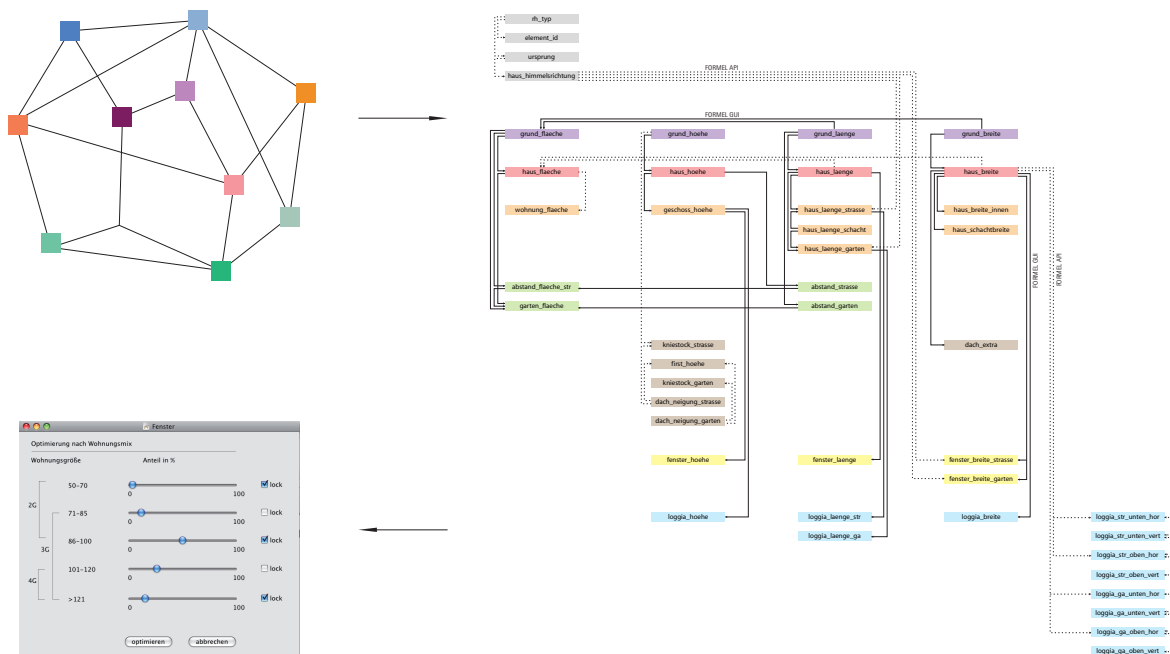 rh_typ
element_id
ursprung
haus_himmelsrichtung
FORMEL API
FORMEL GUI
grund_flaeche
grund_hoehe
grund_laenge
grund_breite
haus_flaeche
haus_hoehe
haus_laenge
haus_breite
wohnung_flaeche
geschoss_hoehe
haus_laenge_strasse
haus_breite_innen
haus_laenge_schacht
haus_schachtbreite
haus_laenge_garten
FORMEL GUI
FORMEL API
abstand_flaeche_str
abstand_strasse
garten_flaeche
abstand_garten
kniestock_strasse
dach_extra
first_hoehe
kniestock_garten
dach_neigung_strasse
dach_neigung_garten
fenster_hoehe
fenster_laenge
fenster_breite_strasse
fenster_breite_garten
loggia_hoehe
loggia_laenge_str
loggia_breite
loggia_laenge_ga
loggia_str_unten_hor
loggia_str_unten_vert
loggia_str_oben_hor
loggia_str_oben_vert
loggia_ga_unten_hor
loggia_ga_unten_vert
loggia_ga_oben_hor
loggia_ga_oben_vert
Fenster
Optimierung nach Wohnungsmix
Wohnungsgröße Anteil in %
50-70 lock
0 100
2G
71-85 lock
0 100
3G
86-100 lock
0 100
101-120 lock
0 100
4G
>121 lock
0 100
optimieren abbrechen